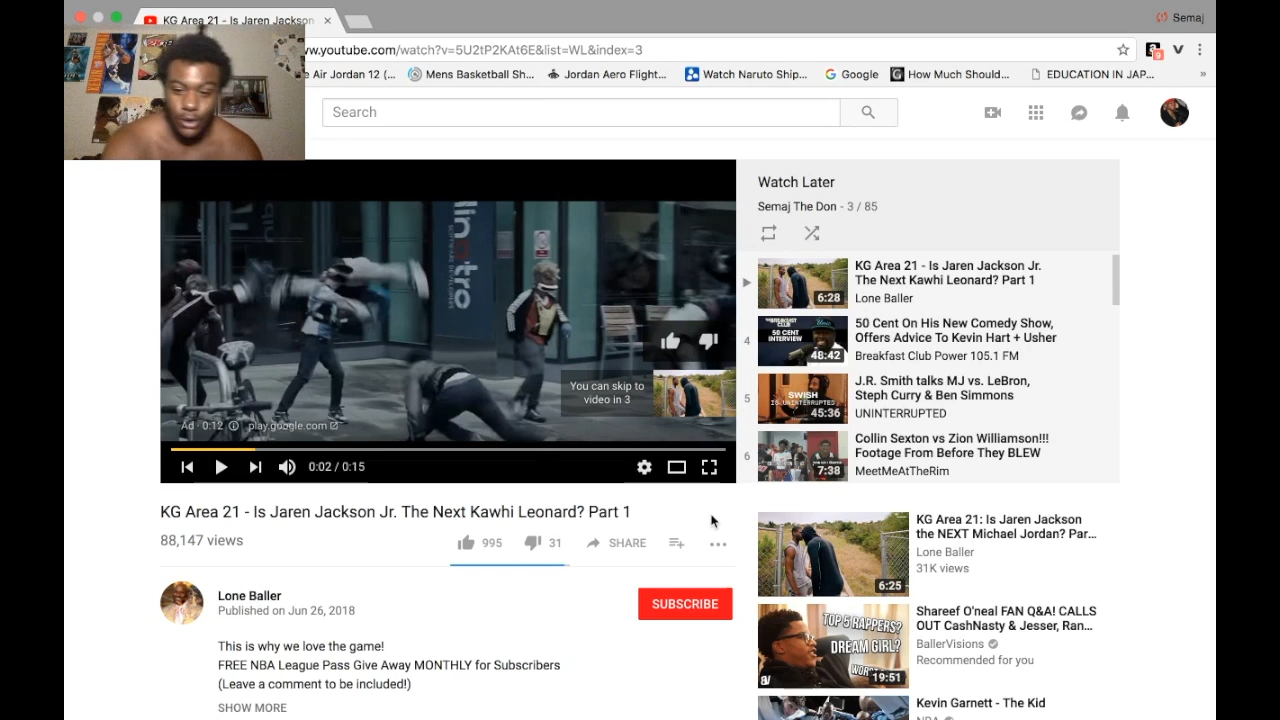 KG Area 21 - Is Jaren Jackson
Semaj
w.youtube.com/watch?v=5U2tP2KAt6E&list=WL&index=3
9
e Air Jordan 12 (...
Mens Basketball Sh...
Jordan Aero Flight...
Watch Naruto Ship...
Google
How Much Should...
EDUCATION IN JAP...
Search
Watch Later
Semaj The Don - 3 / 85
KG Area 21 - Is Jaren Jackson Jr.
The Next Kawhi Leonard? Part 1
Lone Baller
6:28
4
50 Cent On His New Comedy Show,
Offers Advice To Kevin Hart + Usher
Breakfast Club Power 105.1 FM
50 CENT
INTERVIEW
48:42
5
J.R. Smith talks MJ vs. LeBron,
Steph Curry & Ben Simmons
UNINTERRUPTED
SWISH
45:36
6
Collin Sexton vs Zion Williamson!!!
Footage From Before They BLEW
MeetMeAtTheRim
7:38
You can skip to
video in 3
Ad · 0:12
play.google.com
0:02 / 0:15
KG Area 21 - Is Jaren Jackson Jr. The Next Kawhi Leonard? Part 1
88,147 views
995
31
SHARE
Lone Baller
Published on Jun 26, 2018
SUBSCRIBE
This is why we love the game!
FREE NBA League Pass Give Away MONTHLY for Subscribers
(Leave a comment to be included!)
SHOW MORE
KG Area 21: Is Jaren Jackson
the NEXT Michael Jordan? Par...
Lone Baller
31K views
6:25
Shareef O'neal FAN Q&A! CALLS
OUT CashNasty & Jesser, Ran...
BallerVisions
Recommended for you
TOP 5 RAPPERS?
DREAM GIRL?
19:51
Kevin Garnett - The Kid